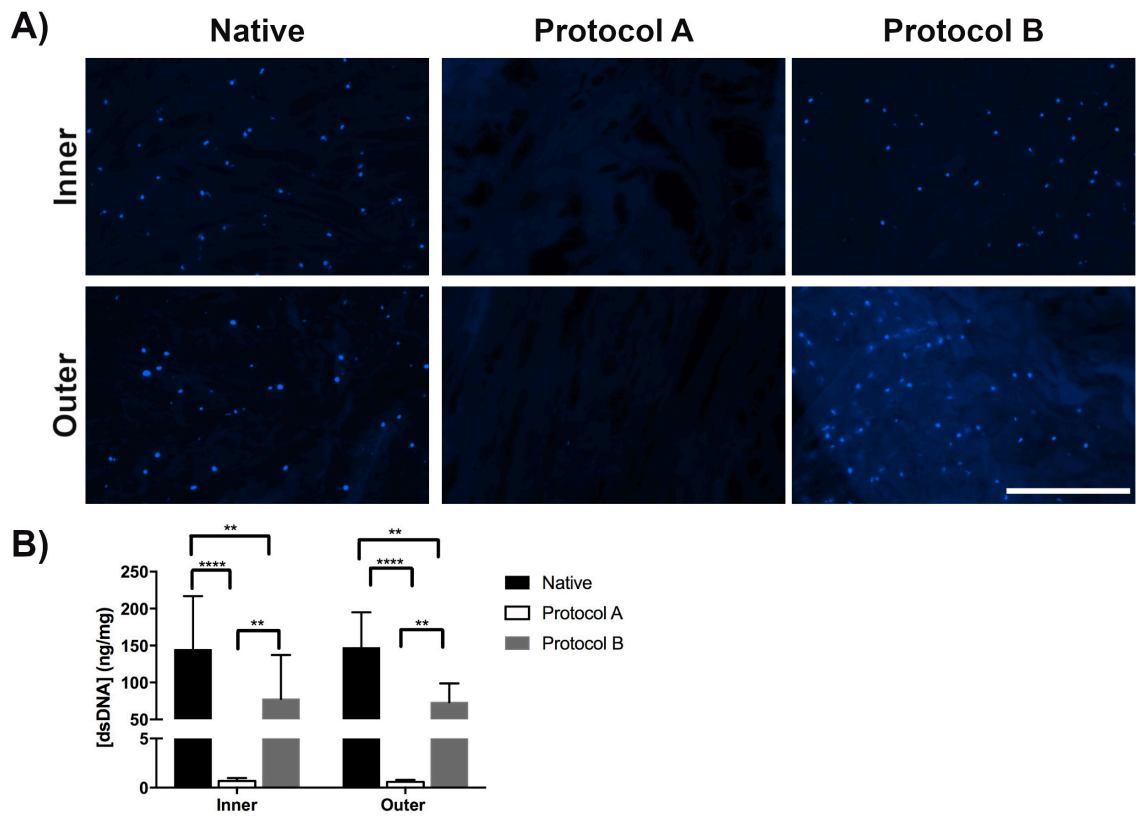 A)
Native
Protocol A
Protocol B
Inner
Outer
B)
**
**
****
****
**
**
250
200
150
100
50
5
0
[dsDNA] (ng/mg)
Inner
Outer
Native
Protocol A
Protocol B